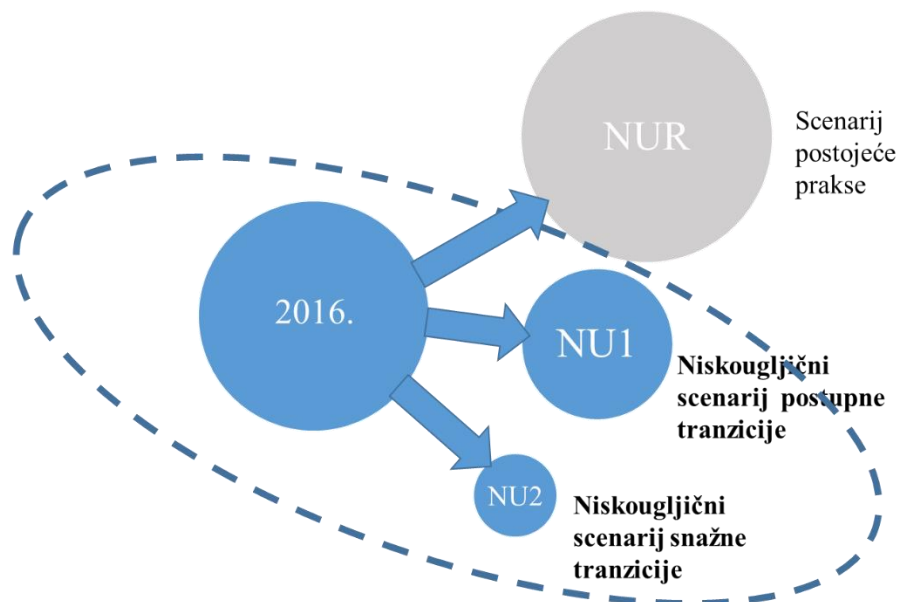 NUR
Scenarij
postojeće
prakse
2016.
NU1
Niskougljični
scenarij postupne
tranzicije
NU2
Niskougljični
scenarij snažne
tranzicije